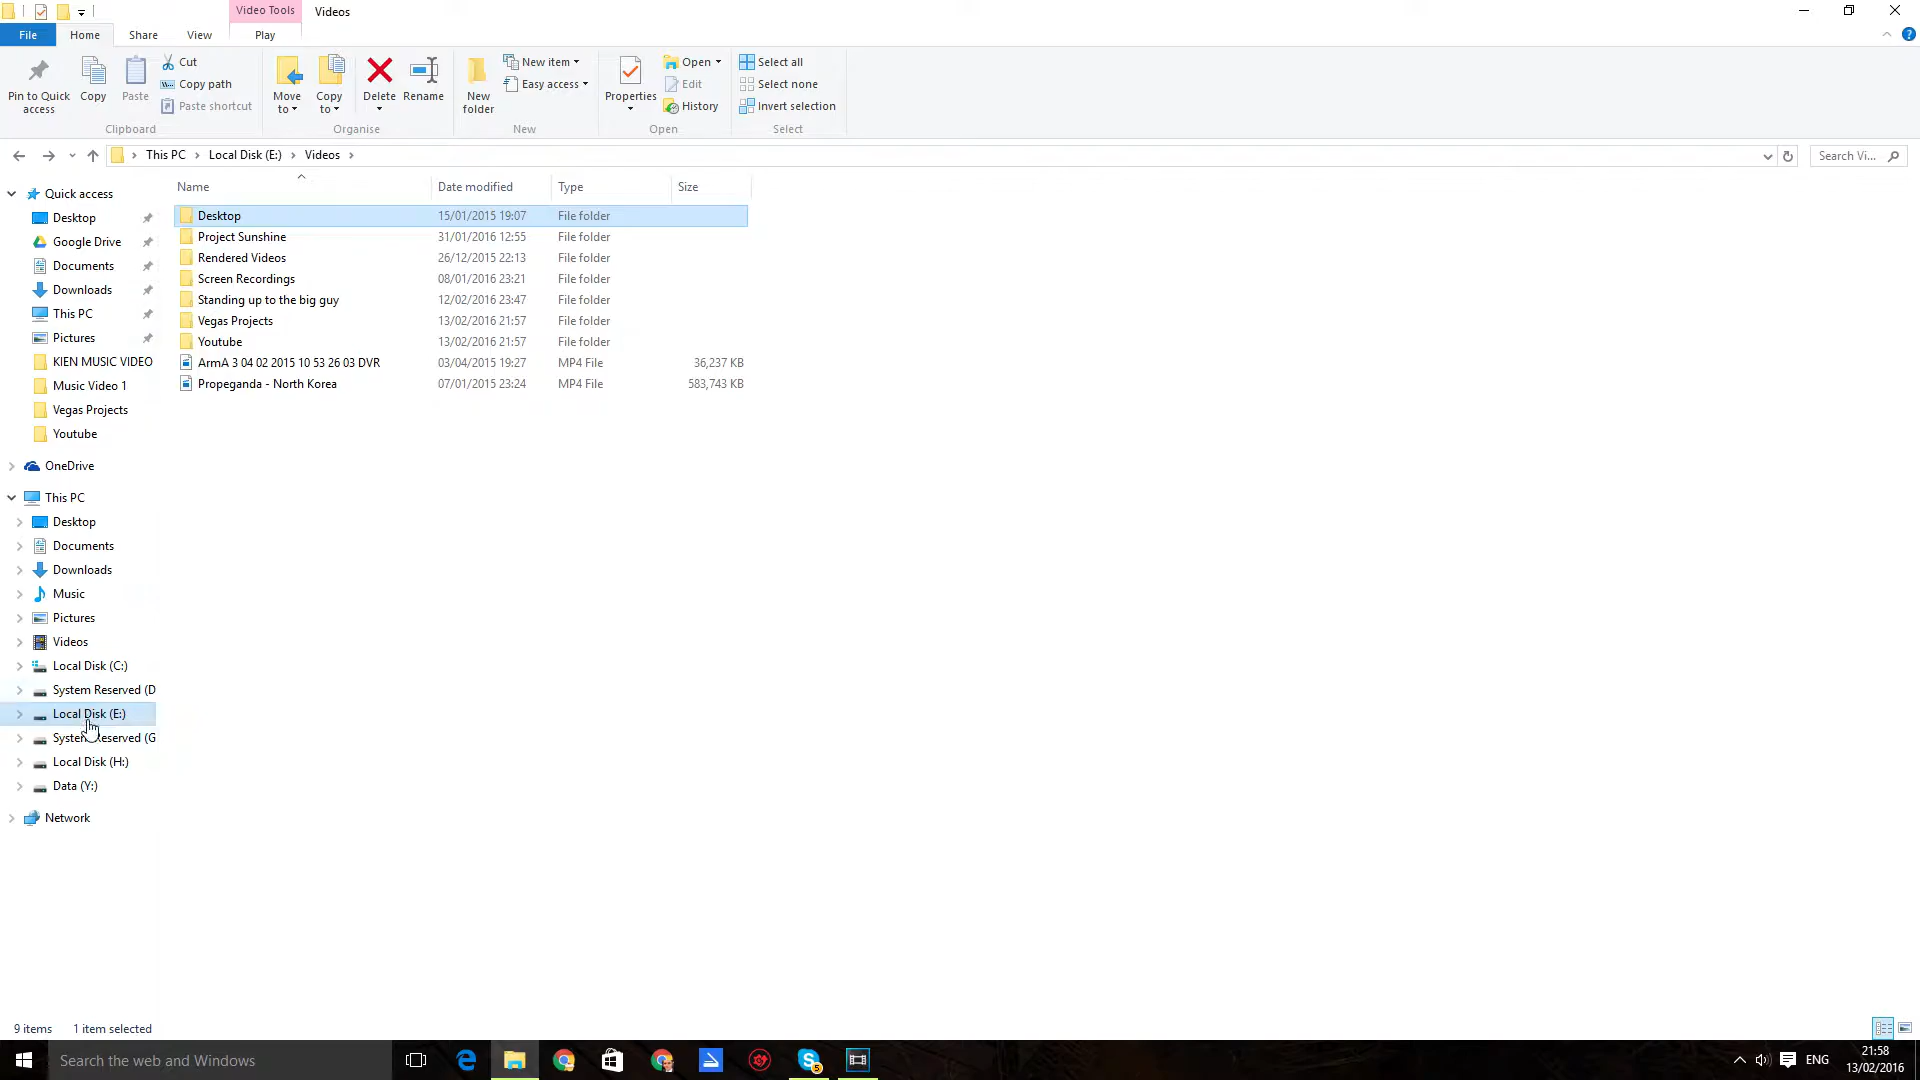 Video Tools
Videos
File
Home
Share
View
Play
Pin to Quick access
Copy
Paste
Cut
Copy path
Paste shortcut
Clipboard
Move to
Copy to
Delete
Rename
Organise
New folder
New item
Easy access
New
Properties
Open
Edit
History
Open
Select all
Select none
Invert selection
Select
This PC
Local Disk (E:)
Videos
Search Vi...
Name
Date modified
Type
Size
Desktop 15/01/2015 19:07 File folder
Project Sunshine 31/01/2016 12:55 File folder
Rendered Videos 26/12/2015 22:13 File folder
Screen Recordings 08/01/2016 23:21 File folder
Standing up to the big guy 12/02/2016 23:47 File folder
Vegas Projects 13/02/2016 21:57 File folder
Youtube 13/02/2016 21:57 File folder
ArmA 3 04 02 2015 10 53 26 03 DVR 03/04/2015 19:27 MP4 File 36,237 KB
Propeganda - North Korea 07/01/2015 23:24 MP4 File 583,743 KB
Quick access
Desktop
Google Drive
Documents
Downloads
This PC
Pictures
KIEN MUSIC VIDEO
Music Video 1
Vegas Projects
Youtube
OneDrive
This PC
Desktop
Documents
Downloads
Music
Pictures
Videos
Local Disk (C:)
System Reserved (D
Local Disk (E:)
System Reserved (G
Local Disk (H:)
Data (Y:)
Network
9 items
1 item selected
Search the web and Windows
5
ENG
21:58
13/02/2016